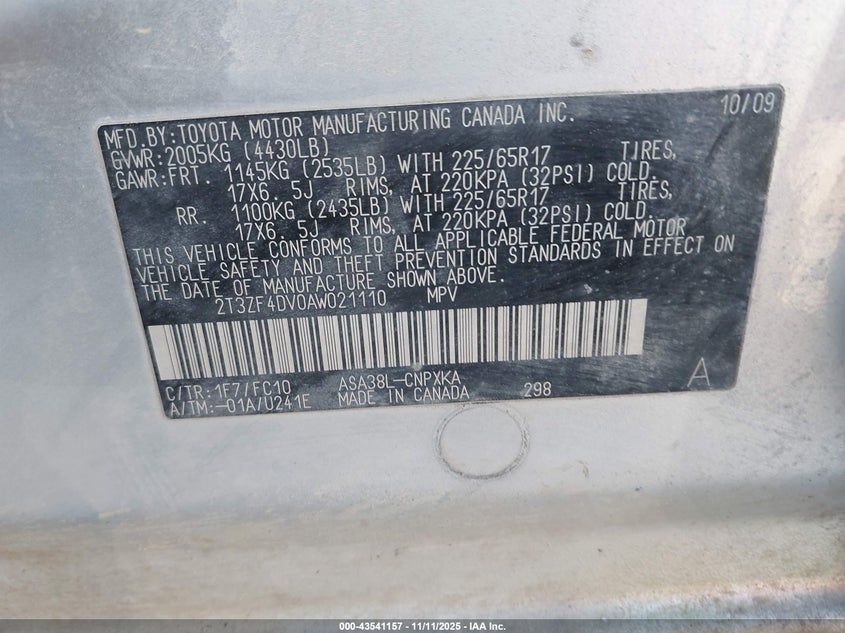 10/09
MFD.BY:TOYOTA MOTOR MANUFACTURING CANADA INC.
GVWR:2005KG (4430LB)
GAWR:FRT. 1145KG (2535LB) WITH 225/65R17 TIRES,
17X6. 5J RIMS, AT 220KPA (32PSI) COLD.
RR. 1100KG (2435LB) WITH 225/65R17 TIRES,
17X6. 5J RIMS, AT 220KPA (32PSI) COLD.
THIS VEHICLE CONFORMS TO ALL APPLICABLE FEDERAL MOTOR
VEHICLE SAFETY AND THEFT PREVENTION STANDARDS IN EFFECT ON
THE DATE OF MANUFACTURE SHOWN ABOVE.
2T3ZF4DV0AW021110 MPV
C/TR:1F7/FC10 ASA38L-CNPXKA
A/TM:-01A/U241E MADE IN CANADA 298
A
000-43541157 - 11/11/2025 - IAA Inc.